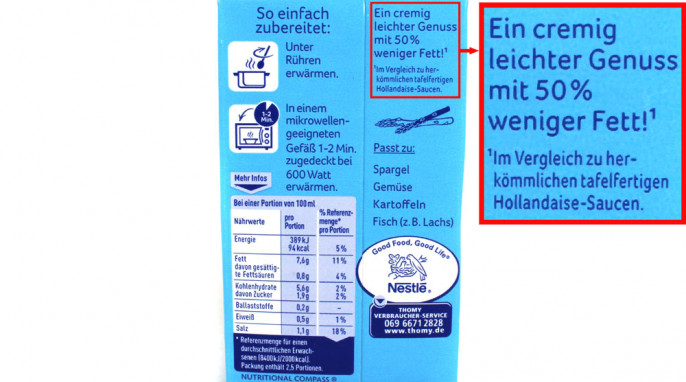 So einfach
zubereitet:
Unter
Rühren
erwärmen.
1-2
Min.
In einem
mikrowellen-
geeigneten
Gefäß 1-2 Min.
zugedeckt bei
600 Watt
erwärmen.
Mehr Infos
Bei einer Portion von 100 ml
Nährwerte pro Portion % Referenz-menge* pro Portion
Energie 389 kJ
94 kcal 5 %
Fett 7,6g 11 %
davon gesättig-
te Fettsäuren 0,8g 4 %
Kohlenhydrate 5,6g 2 %
davon Zucker 1,9g 2 %
Ballaststoffe 0,2g –
Eiweiß 0,5g 1 %
Salz 1,1g 18 %
* Referenzmenge für einen
durchschnittlichen Erwach-
senen (8400 kJ/2000 kcal).
Packung enthält 2,5 Portionen.
NUTRITIONAL COMPASS ®
Ein cremig
leichter Genuss
mit 50 %
weniger Fett!¹
¹Im Vergleich zu her-
kömmlichen tafelfertigen
Hollandaise-Saucen.
Passt zu:
Spargel
Gemüse
Kartoffeln
Fisch (z. B. Lachs)
Good Food, Good Life®
Nestlé®
THOMY
VERBRAUCHER-SERVICE
069 6671 2828
www.thomy.de
Ein cremig
leichter Genuss
mit 50 %
weniger Fett!¹
¹Im Vergleich zu her-
kömmlichen tafelfertigen
Hollandaise-Saucen.